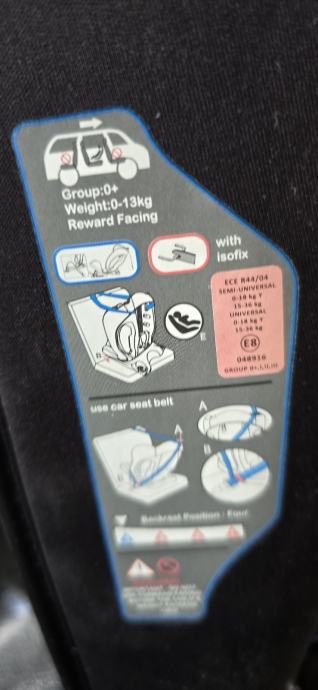 Group:0+
Weight:0-13kg
Reward Facing
with
isofix
ECE R44/04
SEMI-UNIVERSAL
0-18 kg Y
15-36 kg
UNIVERSAL
0-18 kg Y
15-36 kg
E8
048936
GROUP 0+,I,II,III
E
B
use car seat belt
A
A
B
Backrest Position